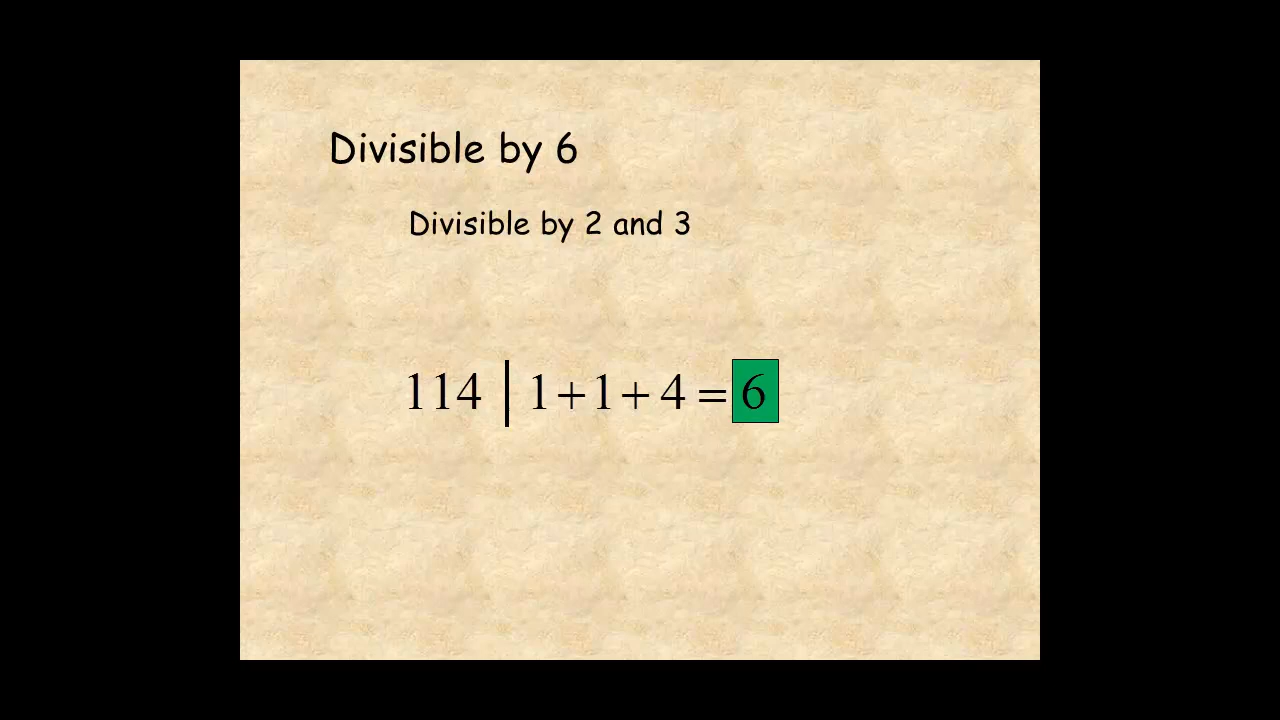 Divisible by 6
Divisible by 2 and 3
114 | 1+1+4 = 6